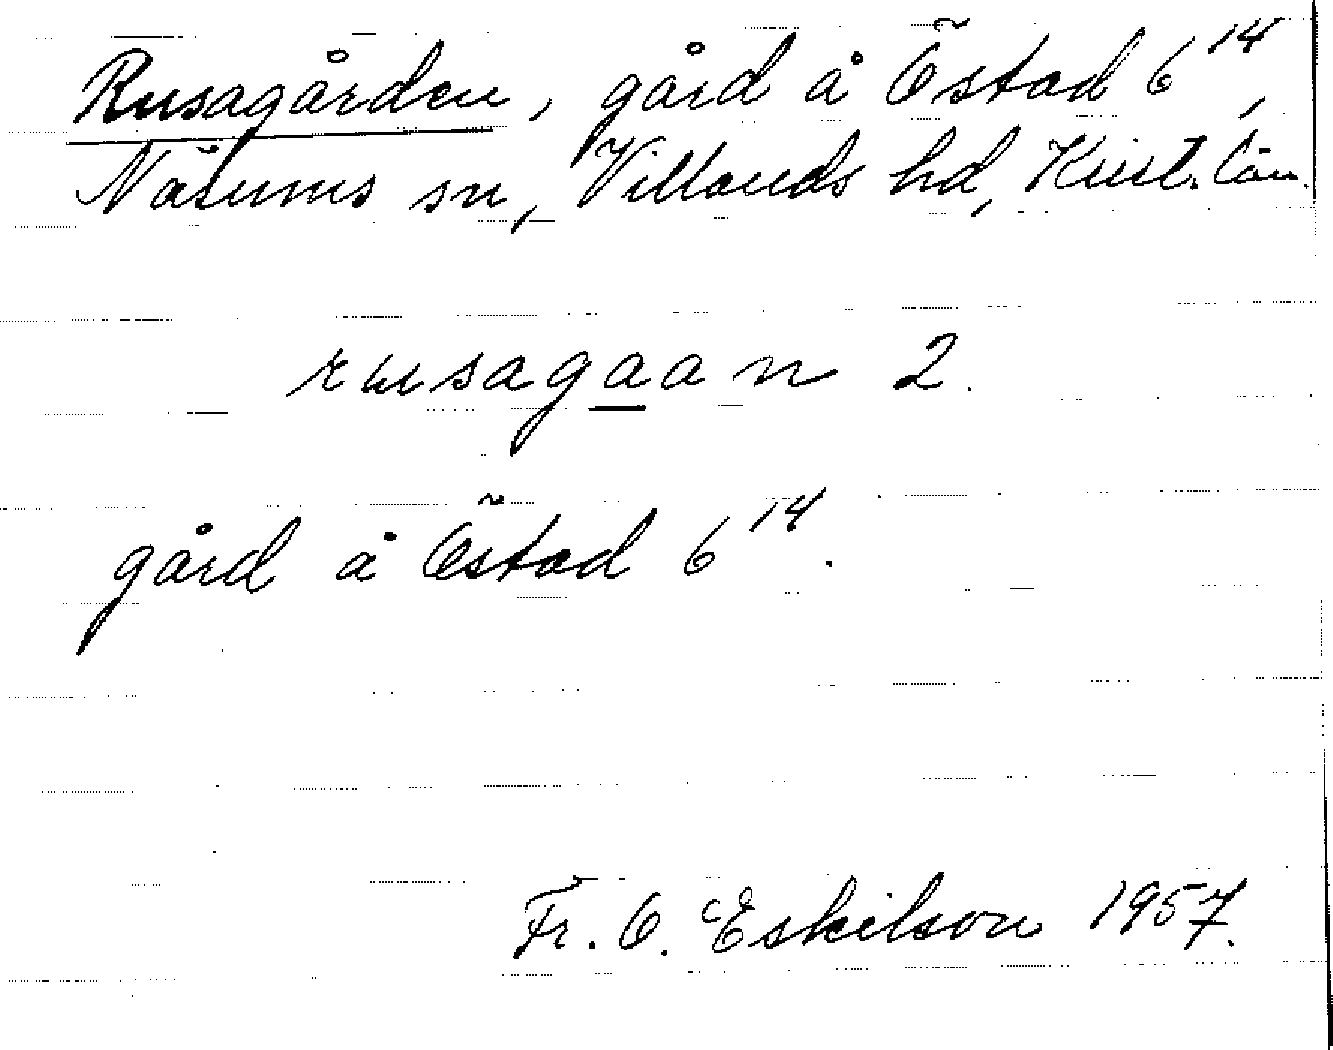 Rusagården, gård å Östad 6¹⁴,
Näsums sn, Villands hd, Krist. län.
rusagaan 2.
gård å Östad 6¹⁴.
Fr. O. Eskilson 1957.